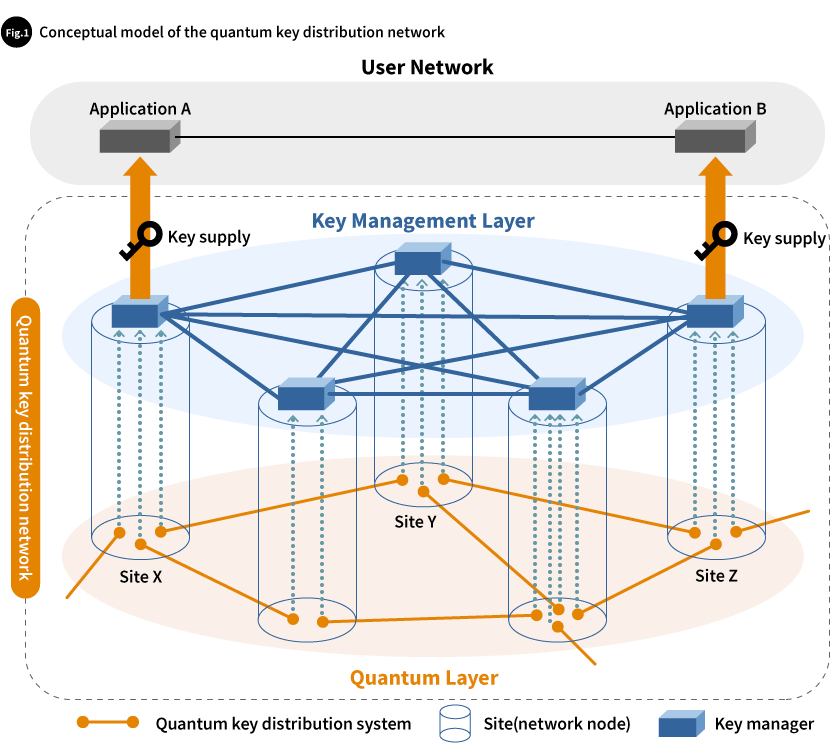 Fig.1 Conceptual model of the quantum key distribution network
User Network
Application A
Application B
Key supply
Key Management Layer
Key supply
Quantum key distribution network
Site Y
Site X
Site Z
Quantum Layer
Quantum key distribution system
Site(network node)
Key manager